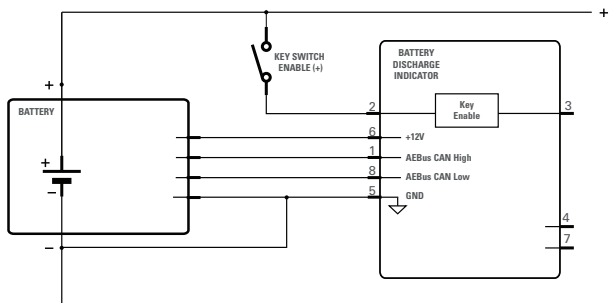 +
KEY SWITCH
ENABLE (+)
BATTERY
DISCHARGE
INDICATOR
+
BATTERY
2
Key
Enable
3
6
+12V
1
AEBus CAN High
+
8
AEBus CAN Low
–
5
GND
4
–
7